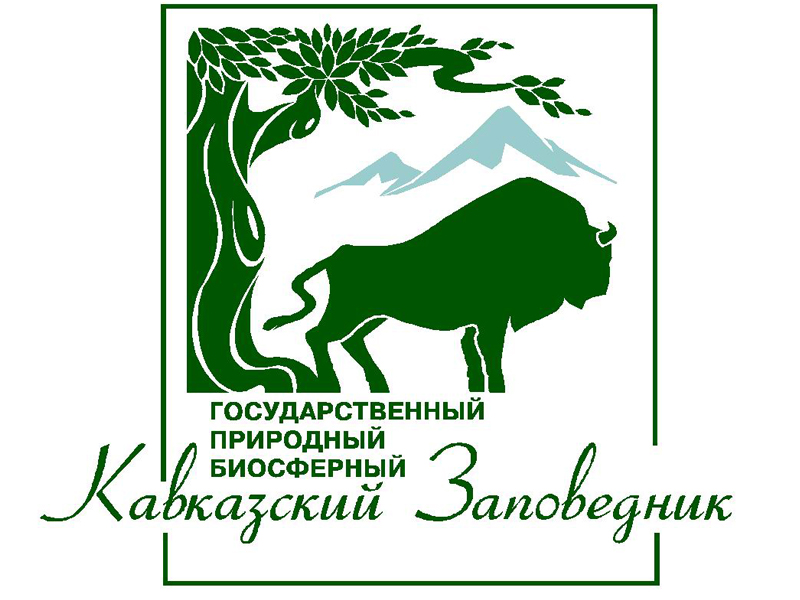 ГОСУДАРСТВЕННЫЙ
ПРИРОДНЫЙ
БИОСФЕРНЫЙ
Кавказский Заповедник